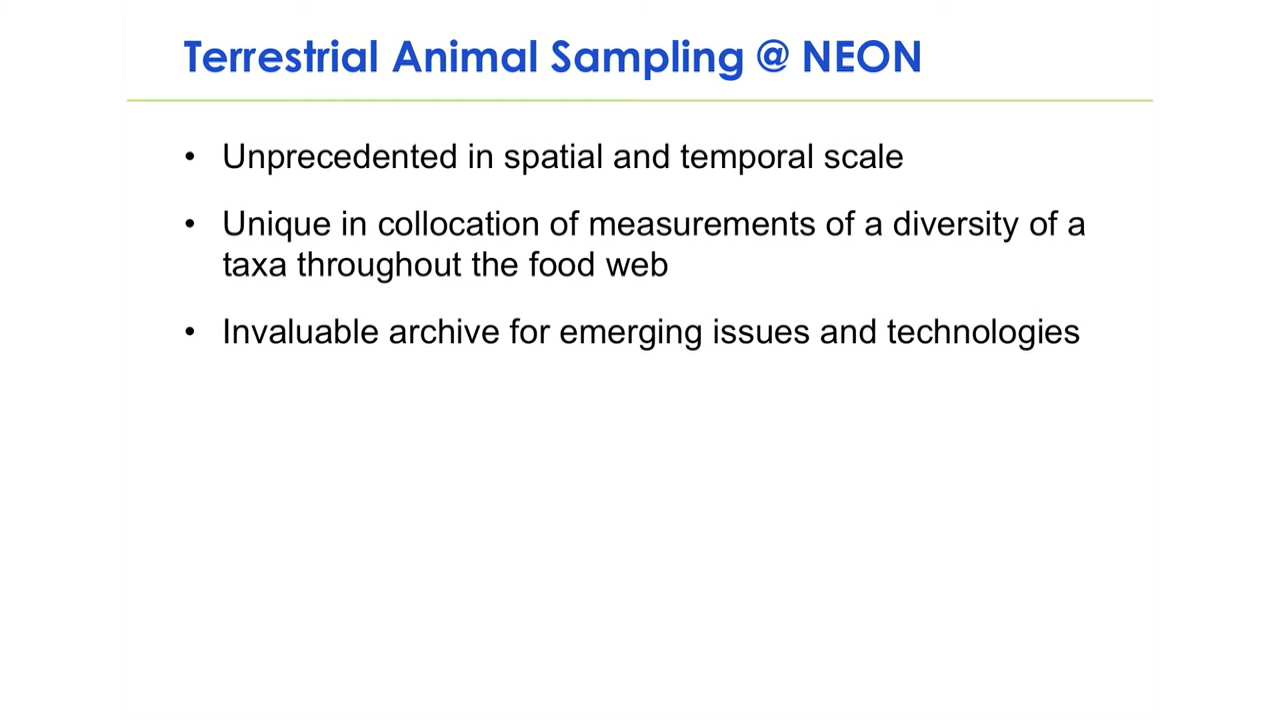 Terrestrial Animal Sampling @ NEON
• Unprecedented in spatial and temporal scale
• Unique in collocation of measurements of a diversity of a
taxa throughout the food web
• Invaluable archive for emerging issues and technologies